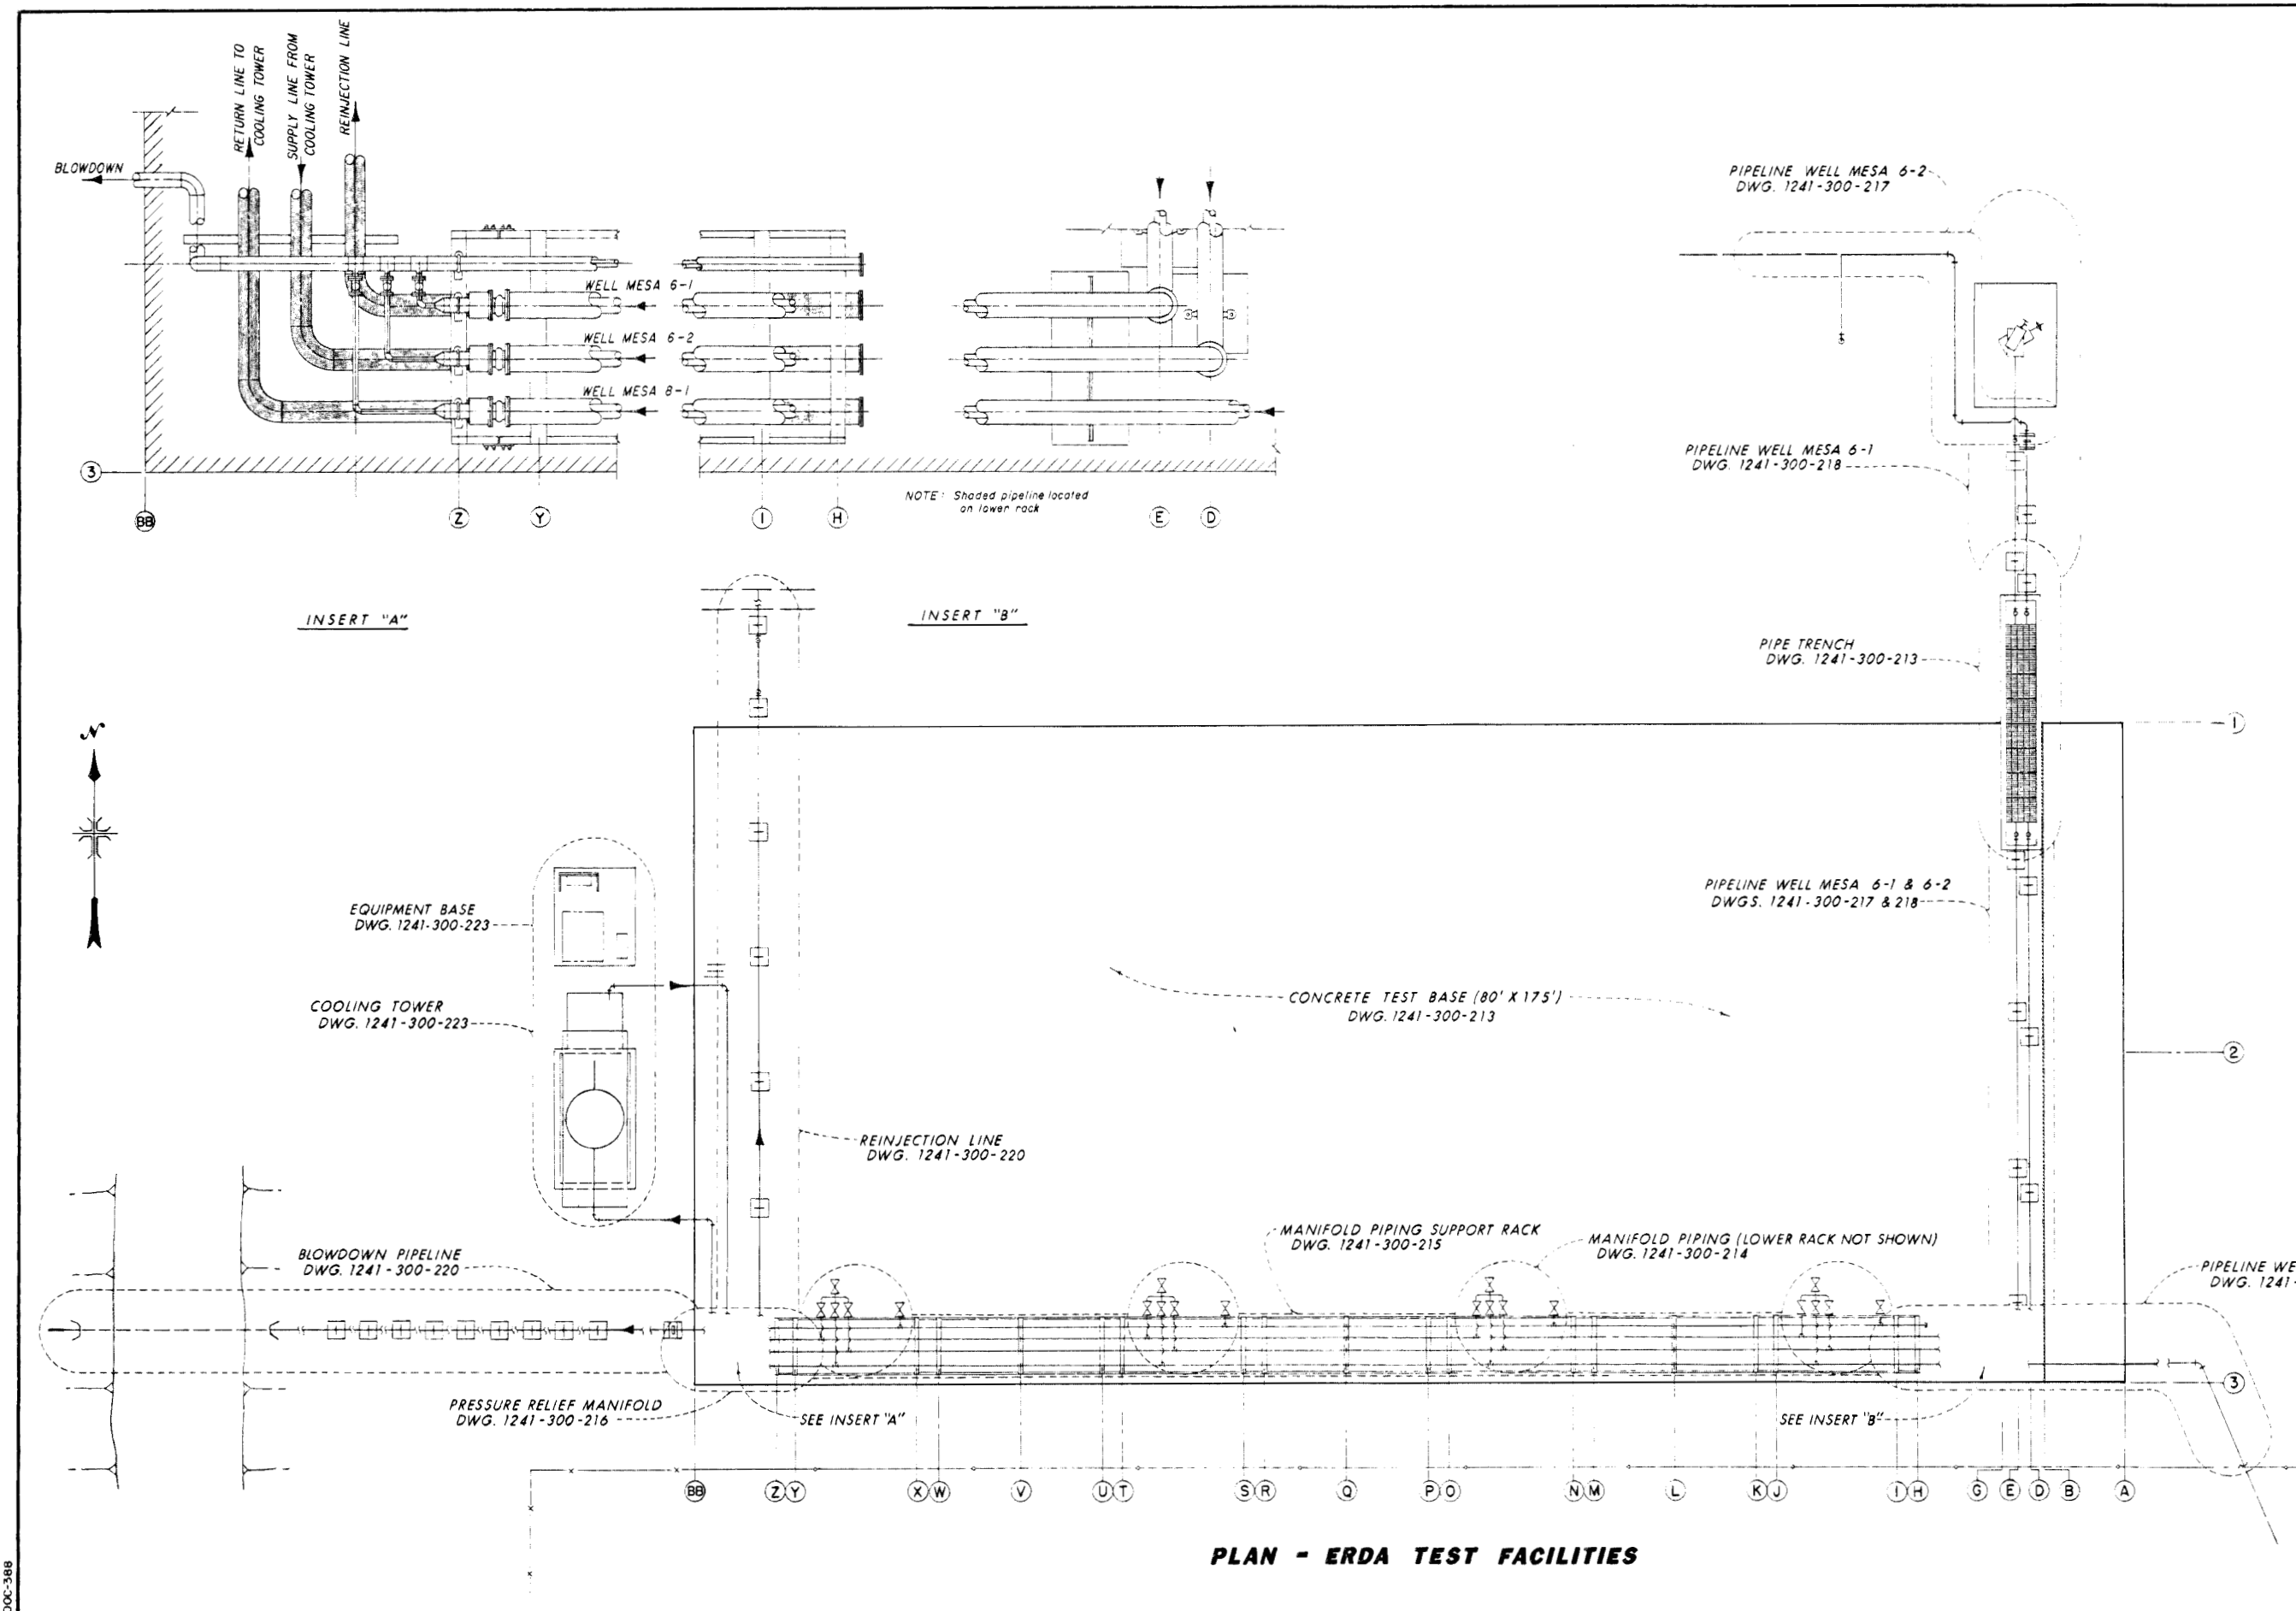 RETURN LINE TO
COOLING TOWER
SUPPLY LINE FROM
COOLING TOWER
REINJECTION LINE
BLOWDOWN
WELL MESA 6-1
WELL MESA 6-2
WELL MESA 8-1
3
BB
Z
Y
I
H
E
D
NOTE: Shaded pipeline located
on lower rack
INSERT "A"
INSERT "B"
PIPELINE WELL MESA 6-2
DWG. 1241-300-217
PIPELINE WELL MESA 6-1
DWG. 1241-300-218
PIPE TRENCH
DWG. 1241-300-213
N
1
EQUIPMENT BASE
DWG. 1241-300-223
PIPELINE WELL MESA 6-1 & 6-2
DWGS. 1241-300-217 & 218
COOLING TOWER
DWG. 1241-300-223
CONCRETE TEST BASE (80' X 175')
DWG. 1241-300-213
2
REINJECTION LINE
DWG. 1241-300-220
BLOWDOWN PIPELINE
DWG. 1241-300-220
MANIFOLD PIPING SUPPORT RACK
DWG. 1241-300-215
MANIFOLD PIPING (LOWER RACK NOT SHOWN)
DWG. 1241-300-214
PIPELINE WE
DWG. 1241-
3
PRESSURE RELIEF MANIFOLD
DWG. 1241-300-216
SEE INSERT "A"
SEE INSERT "B"
BB Z Y X W V U T S R Q P O N M L K J I H G E D B A
PLAN - ERDA TEST FACILITIES
DOC-388